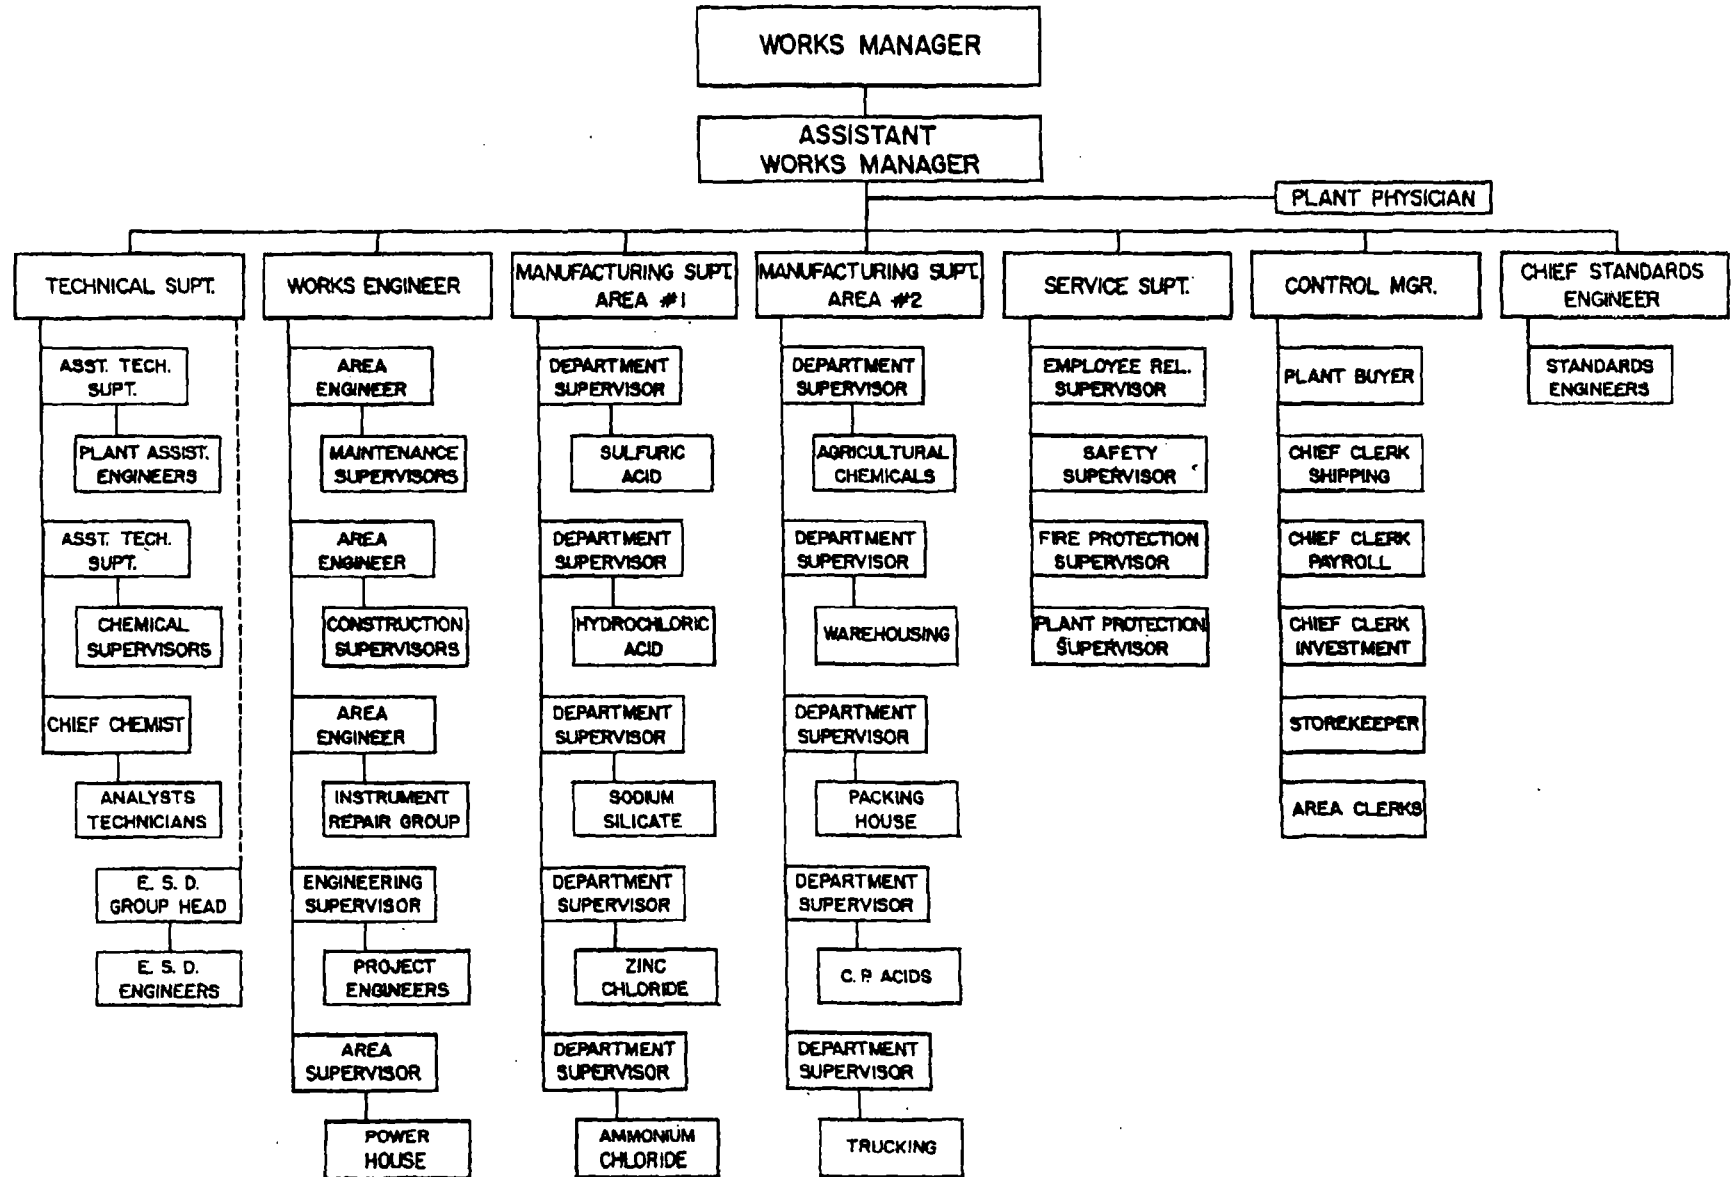 WORKS MANAGER
ASSISTANT
WORKS MANAGER
PLANT PHYSICIAN
TECHNICAL SUPT.
ASST. TECH.
SUPT.
PLANT ASSIST.
ENGINEERS
ASST. TECH.
SUPT.
CHEMICAL
SUPERVISORS
CHIEF CHEMIST
ANALYSTS
TECHNICIANS
E. S. D.
GROUP HEAD
E. S. D.
ENGINEERS
WORKS ENGINEER
AREA
ENGINEER
MAINTENANCE
SUPERVISORS
AREA
ENGINEER
CONSTRUCTION
SUPERVISORS
AREA
ENGINEER
INSTRUMENT
REPAIR GROUP
ENGINEERING
SUPERVISOR
PROJECT
ENGINEERS
AREA
SUPERVISOR
POWER
HOUSE
MANUFACTURING SUPT.
AREA #1
DEPARTMENT
SUPERVISOR
SULFURIC
ACID
DEPARTMENT
SUPERVISOR
HYDROCHLORIC
ACID
DEPARTMENT
SUPERVISOR
SODIUM
SILICATE
DEPARTMENT
SUPERVISOR
ZINC
CHLORIDE
DEPARTMENT
SUPERVISOR
AMMONIUM
CHLORIDE
MANUFACTURING SUPT.
AREA #2
DEPARTMENT
SUPERVISOR
AGRICULTURAL
CHEMICALS
DEPARTMENT
SUPERVISOR
WAREHOUSING
DEPARTMENT
SUPERVISOR
PACKING
HOUSE
DEPARTMENT
SUPERVISOR
C. P. ACIDS
DEPARTMENT
SUPERVISOR
TRUCKING
SERVICE SUPT.
EMPLOYEE REL.
SUPERVISOR
SAFETY
SUPERVISOR
FIRE PROTECTION
SUPERVISOR
PLANT PROTECTION
SUPERVISOR
CONTROL MGR.
PLANT BUYER
CHIEF CLERK
SHIPPING
CHIEF CLERK
PAYROLL
CHIEF CLERK
INVESTMENT
STOREKEEPER
AREA CLERKS
CHIEF STANDARDS
ENGINEER
STANDARDS
ENGINEERS